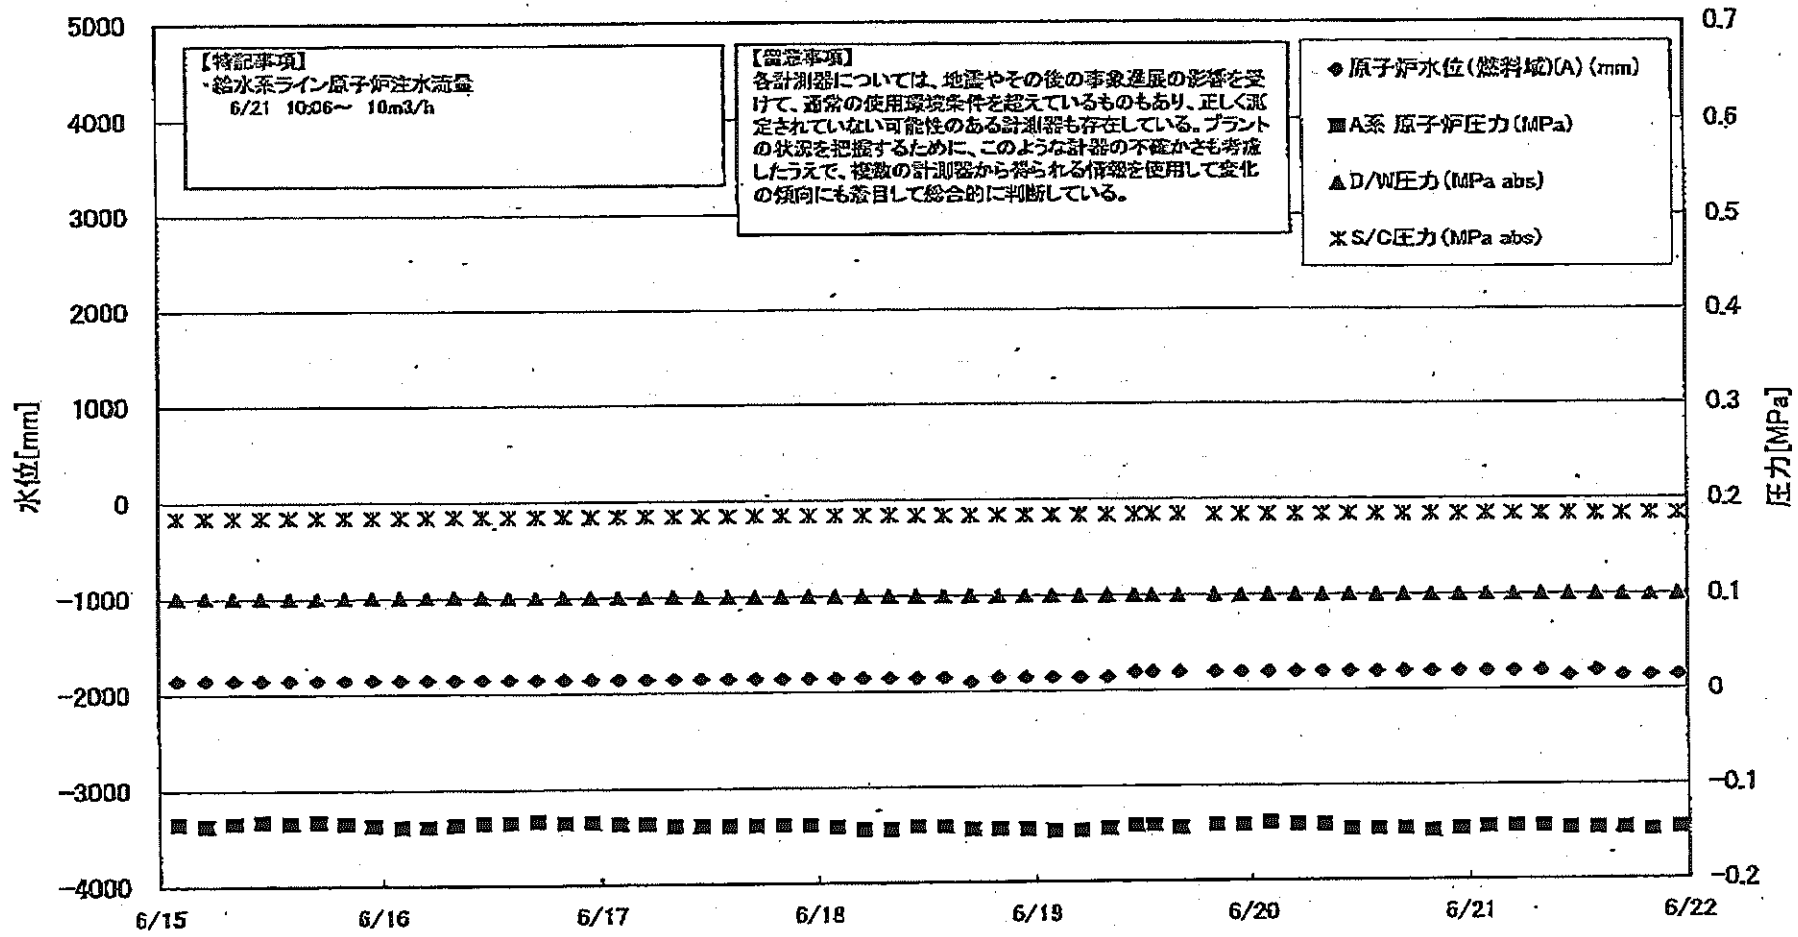 5000
4000
3000
2000
1000
0
-1000
-2000
-3000
-4000
水位[mm]
【特記事項】
・給水系ライン原子炉注水流量
6/21 10:06～ 10m3/h
【留意事項】
各計測器については、地震やその後の事象進展の影響を受
けて、通常の使用環境条件を超えているものもあり、正しく測
定されていない可能性のある計測器も存在している。プラント
の状況を把握するために、このような計器の不確かさも考慮
したうえで、複数の計測器から得られる情報を使用して変化
の傾向にも着目して総合的に判断している。
原子炉水位(燃料域)(A)(mm)
A系 原子炉圧力(MPa)
D/W圧力(MPa abs)
S/C圧力(MPa abs)
0.7
0.6
0.5
0.4
0.3
0.2
0.1
0
-0.1
-0.2
圧力[MPa]
6/15
6/16
6/17
6/18
6/19
6/20
6/21
6/22